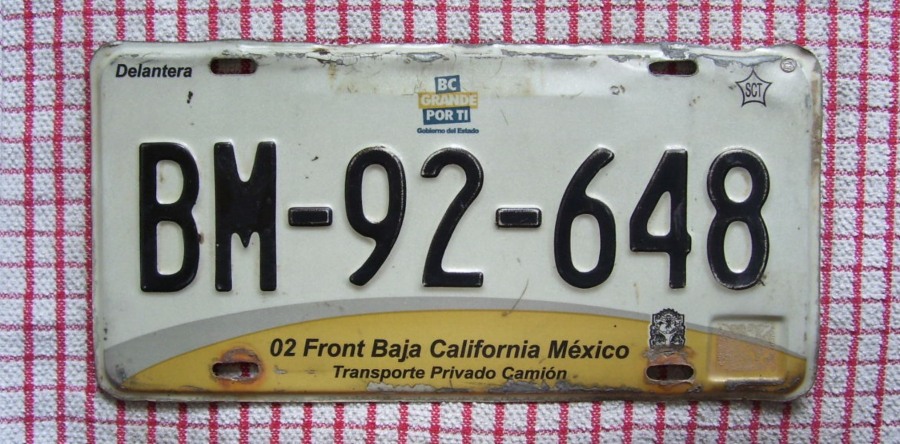 Delantera
BC
GRANDE
POR TI
Gobierno del Estado
SCT
BM-92-648
02 Front Baja California México
Transporte Privado Camión